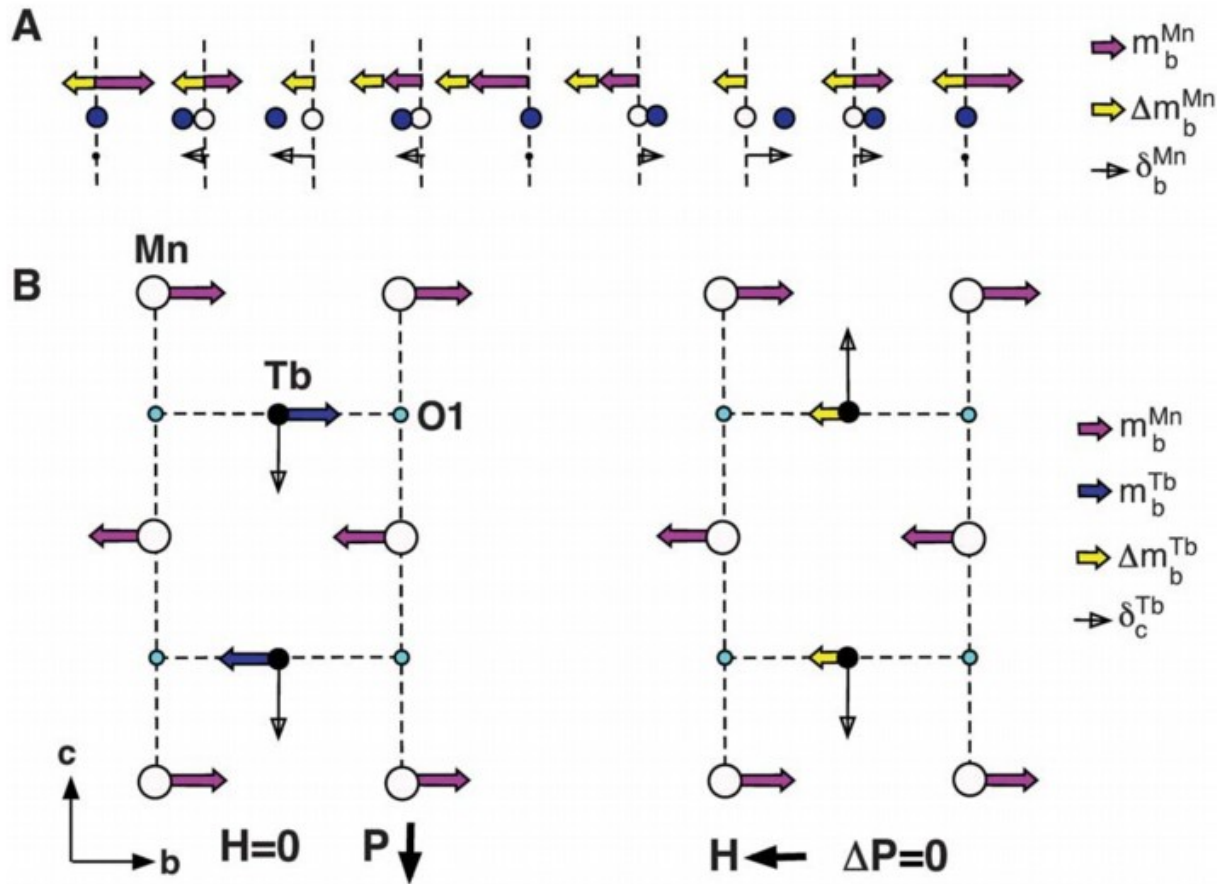 A
m_b^Mn
Δm_b^Mn
δ_b^Mn
Mn
B
Tb
O1
m_b^Mn
m_b^Tb
Δm_b^Tb
δ_c^Tb
c
b
H=0
P
H
ΔP=0